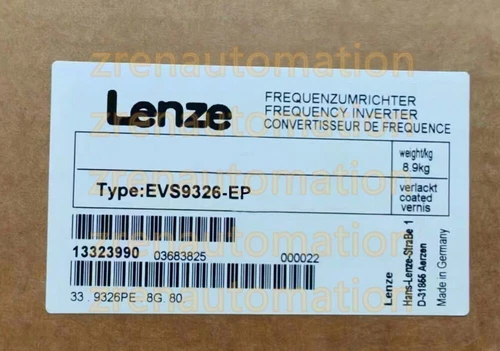 zrenautomation
Lenze
FREQUENZUMRICHTER
FREQUENCY INVERTER
CONVERTISSEUR DE FREQUENCE
weight/kg
8.9kg
Type:EVS9326-EP
verlackt
coated
vernis
zrenautomation
13323990 03683825 000022
33 . 9326PE . 8G. 80
Lenze
Hans-Lenze-Straße 1
D-31855 Aerzen
Made in Germany
zrenautomation
zrenautomation